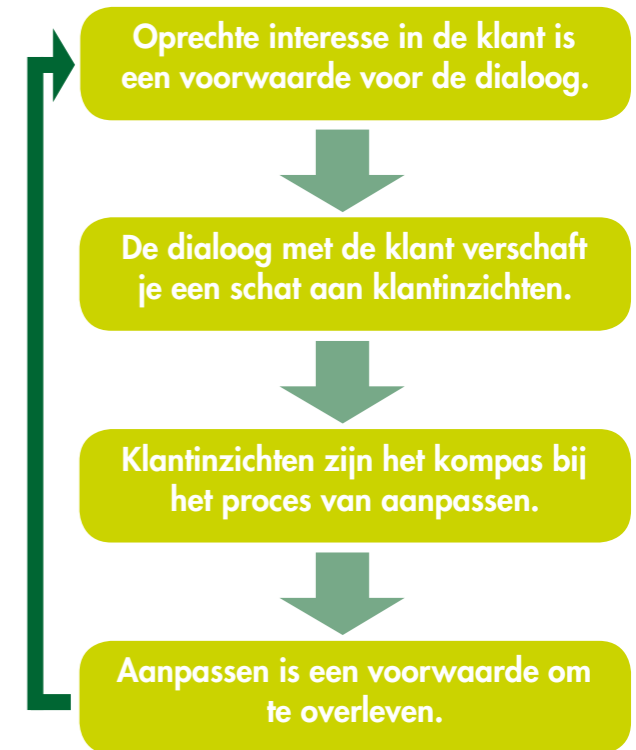 Oprechte interesse in de klant is
een voorwaarde voor de dialoog.
De dialoog met de klant verschaft
je een schat aan klantinzichten.
Klantinzichten zijn het kompas bij
het proces van aanpassen.
Aanpassen is een voorwaarde om
te overleven.